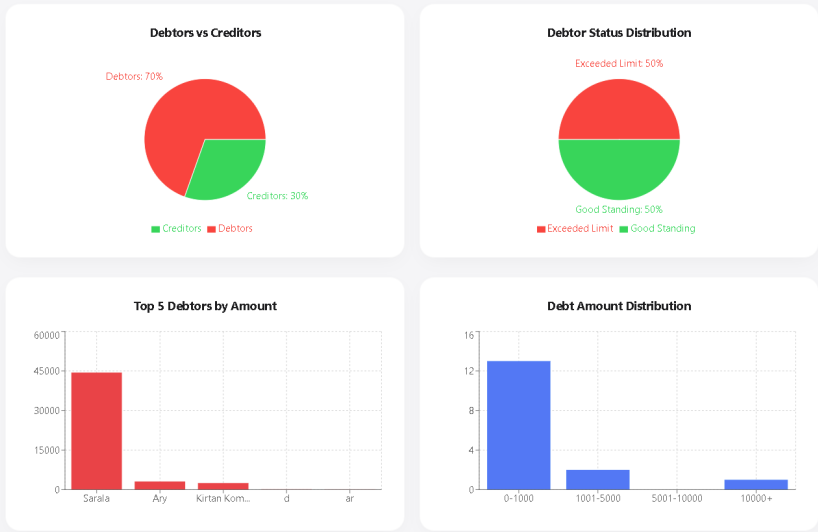 Debtors vs Creditors
Debtors: 70%
Creditors: 30%
Creditors Debtors
Debtor Status Distribution
Exceeded Limit: 50%
Good Standing: 50%
Exceeded Limit Good Standing
Top 5 Debtors by Amount
60000
45000
30000
15000
0
Sarala Ary Kirtan Kom... d ar
Debt Amount Distribution
16
12
8
4
0
0-1000 1001-5000 5001-10000 10000+